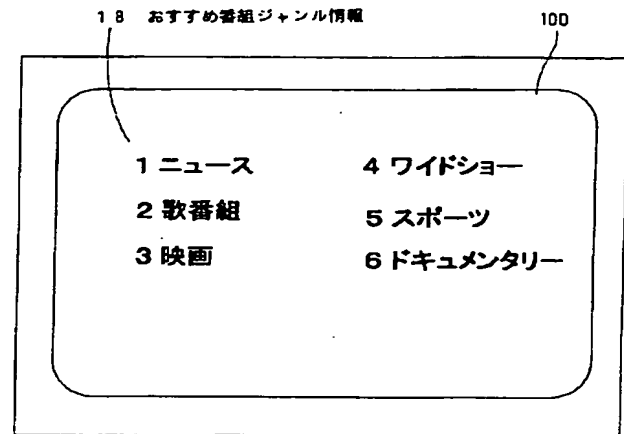 18 おすすめ番組ジャンル情報
100
1 ニュース
2 歌番組
3 映画
4 ワイドショー
5 スポーツ
6 ドキュメンタリー